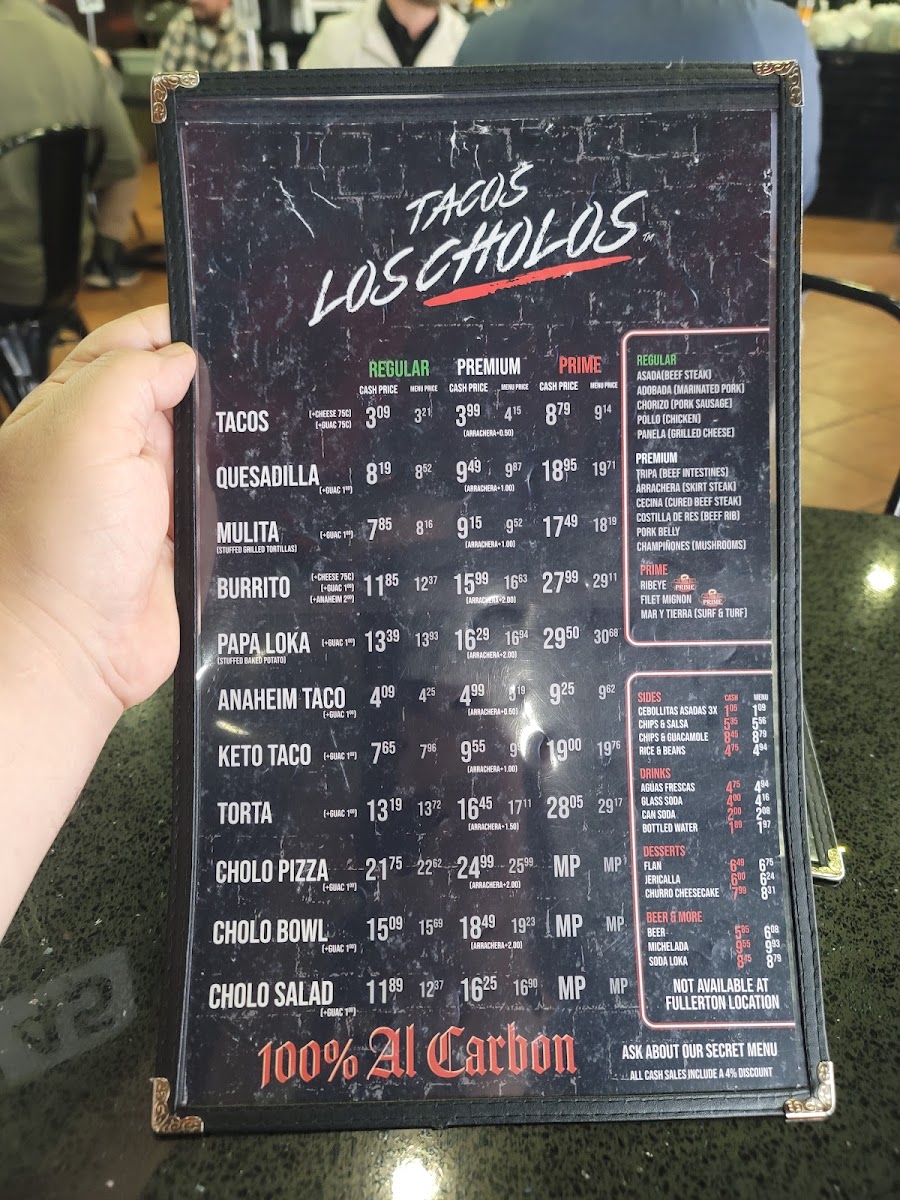 TACOS
LOS CHOLOS™
REGULAR PREMIUM PRIME
CASH PRICE MENU PRICE CASH PRICE MENU PRICE CASH PRICE MENU PRICE
TACOS (+CHEESE 75C) 3.09 3.21 3.99 4.15 8.79 9.14
(+GUAC 75C) (ARRACHERA+0.50)
QUESADILLA 8.19 8.52 9.49 9.87 18.95 19.71
(+GUAC 1.00) (ARRACHERA+1.00)
MULITA (+GUAC 1.00) 7.85 8.16 9.15 9.52 17.49 18.19
(STUFFED GRILLED TORTILLAS) (ARRACHERA+1.00)
BURRITO (+CHEESE 75C) 11.85 12.37 15.99 16.63 27.99 29.11
(+GUAC 1.00)
(+ANAHEIM 2.00) (ARRACHERA+2.00)
PAPA LOKA (+GUAC 1.00) 13.39 13.93 16.29 16.94 29.50 30.68
(STUFFED BAKED POTATO) (ARRACHERA+2.00)
ANAHEIM TACO 4.09 4.25 4.99 5.19 9.25 9.62
(+GUAC 1.00) (ARRACHERA+0.50)
KETO TACO (+GUAC 1.00) 7.65 7.96 9.55 19.00 19.76
(ARRACHERA+1.00)
TORTA (+GUAC 1.00) 13.19 13.72 16.45 17.11 28.05 29.17
(ARRACHERA+1.50)
CHOLO PIZZA 21.75 22.62 24.99 25.99 MP MP
(+GUAC 1.00) (ARRACHERA+2.00)
CHOLO BOWL 15.09 15.69 18.49 19.23 MP MP
(+GUAC 1.00) (ARRACHERA+2.00)
CHOLO SALAD 11.89 12.37 16.25 16.90 MP MP
(+GUAC 1.00)
100% Al Carbon
REGULAR
ASADA(BEEF STEAK)
ADOBADA (MARINATED PORK)
CHORIZO (PORK SAUSAGE)
POLLO (CHICKEN)
PANELA (GRILLED CHEESE)
PREMIUM
TRIPA (BEEF INTESTINES)
ARRACHERA (SKIRT STEAK)
CECINA (CURED BEEF STEAK)
COSTILLA DE RES (BEEF RIB)
PORK BELLY
CHAMPIÑONES (MUSHROOMS)
PRIME
RIBEYE PRIME
FILET MIGNON PRIME
MAR Y TIERRA (SURF & TURF)
SIDES CASH MENU
CEBOLLITAS ASADAS 3X 1.05 1.09
CHIPS & SALSA 5.35 5.56
CHIPS & GUACAMOLE 8.45 8.79
RICE & BEANS 4.75 4.94
DRINKS
AGUAS FRESCAS 4.75 4.94
GLASS SODA 4.00 4.16
CAN SODA 2.00 2.08
BOTTLED WATER 1.89 1.97
DESSERTS
FLAN 6.49 6.75
JERICALLA 6.00 6.24
CHURRO CHEESECAKE 7.99 8.31
BEER & MORE
BEER 5.85 6.08
MICHELADA 9.55 9.93
SODA LOKA 8.45 8.79
NOT AVAILABLE AT
FULLERTON LOCATION
ASK ABOUT OUR SECRET MENU
ALL CASH SALES INCLUDE A 4% DISCOUNT